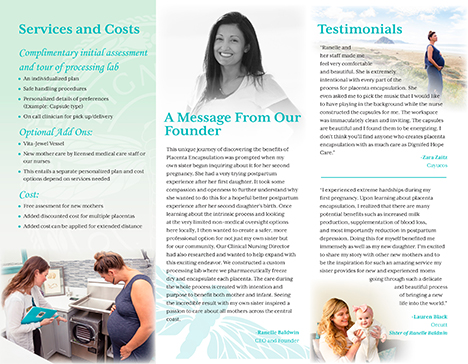 Services and Costs
Complimentary initial assessment
and tour of processing lab
• An individualized plan
• Safe handling procedures
• Personalized details of preferences
(Example: Capsule type)
• On call clinician for pick up/delivery
Optional Add Ons:
• Vita-Jewel Vessel
• New mother care by licensed medical care staff or
our nurses
• This entails a separate personalized plan and cost
options depend on services needed
Cost:
• Free assessment for new mothers
• Added discounted cost for multiple placentas
• Added cost can be applied for extended distance
A Message From Our
Founder
This unique journey of discovering the benefits of
Placenta Encapsulation was prompted when my
own sister began inquiring about it for her second
pregnancy. She had a very trying postpartum
experience after her first daughter. It took some
compassion and openness to further understand why
she wanted to do this for a hopeful better postpartum
experience after her second daughter's birth. Once
learning about the intrinsic process and looking
at the very limited non-medical oversight options
here locally, I then wanted to create a safer, more
professional option for not just my own sister but
for our community. Our Clinical Nursing Director
had also researched and wanted to help expand with
this exciting endeavor. We constructed a custom
processing lab where we pharmaceutically freeze
dry and encapsulate each placenta. The care during
the whole process is created with intention and
purpose to benefit both mother and infant. Seeing
the incredible result with my own sister inspired a
passion to care about all mothers across the central
coast.
-Ranelle Baldwin
CEO and Founder
Testimonials
"Ranelle and
her staff made me
feel very comfortable
and beautiful. She is extremely
intentional with every part of the
process for placenta encapsulation. She
even asked me to pick the music that I would like
to have playing in the background while the nurse
constructed the capsules for me. The workspace
was immaculately clean and inviting. The capsules
are beautiful and I found them to be energizing. I
don't think you'll find anyone who creates placenta
encapsulation with as much care as Dignified Hope
Care."
-Zara Zaitz
Cayucos
"I experienced extreme hardships during my
first pregnancy. Upon learning about placenta
encapsulation, I realized that there are many
potential benefits such as increased milk
production, supplementation of blood loss,
and most importantly reduction in postpartum
depression. Doing this for myself benefited me
immensely as well as my new daughter. I'm excited
to share my story with other new mothers and to
be the inspiration for such an amazing service my
sister provides for new and experienced moms
going through such a delicate
and beautiful process
of bringing a new
life into the world."
-Lauren Black
Orcutt
Sister of Ranelle Baldwin